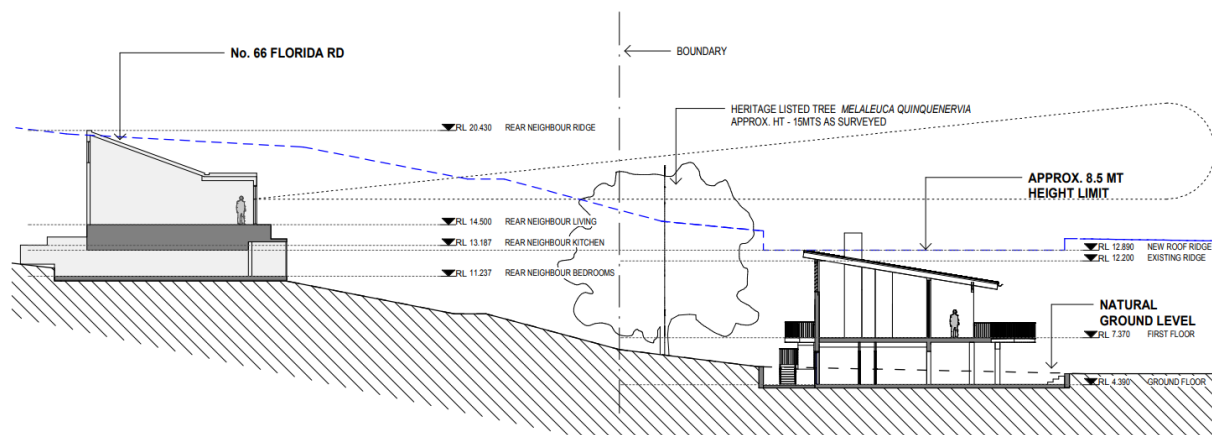 No. 66 FLORIDA RD
BOUNDARY
HERITAGE LISTED TREE MELALEUCA QUINQUENERVIA
APPROX. HT - 15MTS AS SURVEYED
RL 20.430 REAR NEIGHBOUR RIDGE
APPROX. 8.5 MT
HEIGHT LIMIT
RL 14.500 REAR NEIGHBOUR LIVING
RL 13.187 REAR NEIGHBOUR KITCHEN
RL 12.890 NEW ROOF RIDGE
RL 12.200 EXISTING RIDGE
RL 11.237 REAR NEIGHBOUR BEDROOMS
NATURAL
GROUND LEVEL
RL 7.370 FIRST FLOOR
RL 4.390 GROUND FLOOR